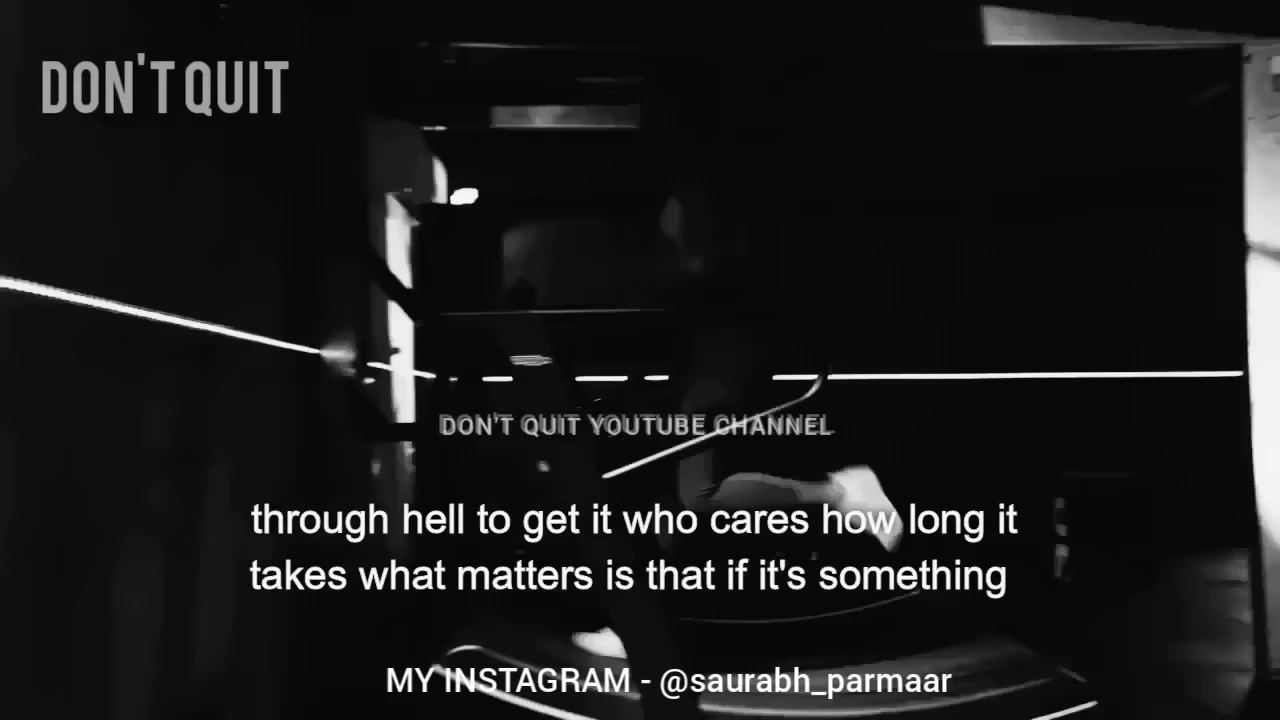 DON'T QUIT
DON'T QUIT YOUTUBE CHANNEL
through hell to get it who cares how long it
takes what matters is that if it's something
MY INSTAGRAM - @saurabh_parmaar